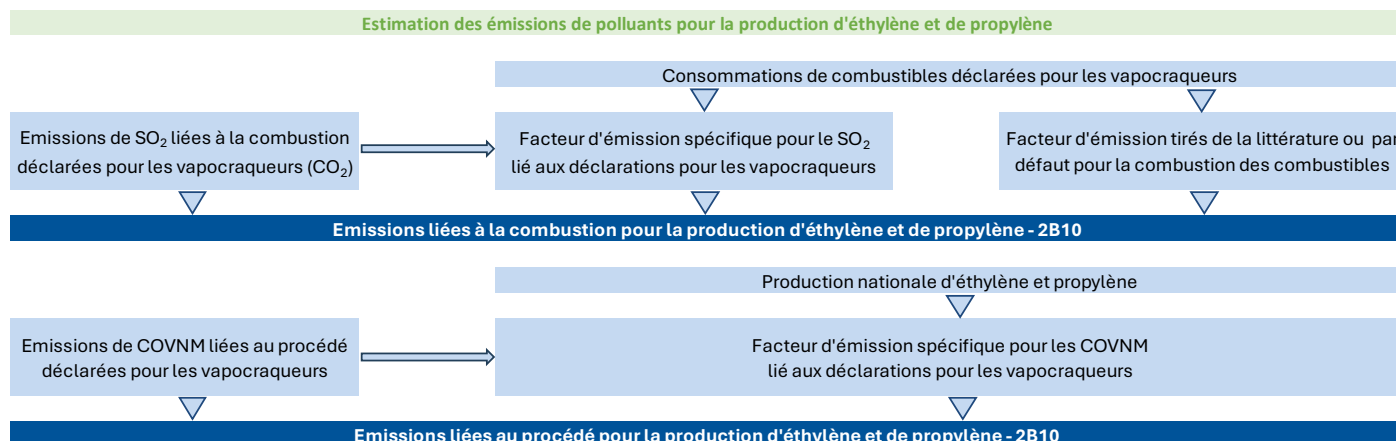 Estimation des émissions de polluants pour la production d'éthylène et de propylène
Consommations de combustibles déclarées pour les vapocraqueurs
Emissions de SO₂ liées à la combustion
déclarées pour les vapocraqueurs (CO₂)
Facteur d'émission spécifique pour le SO₂
lié aux déclarations pour les vapocraqueurs
Facteur d'émission tirés de la littérature ou par
défaut pour la combustion des combustibles
Emissions liées à la combustion pour la production d'éthylène et de propylène - 2B10
Production nationale d'éthylène et propylène
Emissions de COVNM liées au procédé
déclarées pour les vapocraqueurs
Facteur d'émission spécifique pour les COVNM
lié aux déclarations pour les vapocraqueurs
Emissions liées au procédé pour la production d'éthylène et de propylène - 2B10